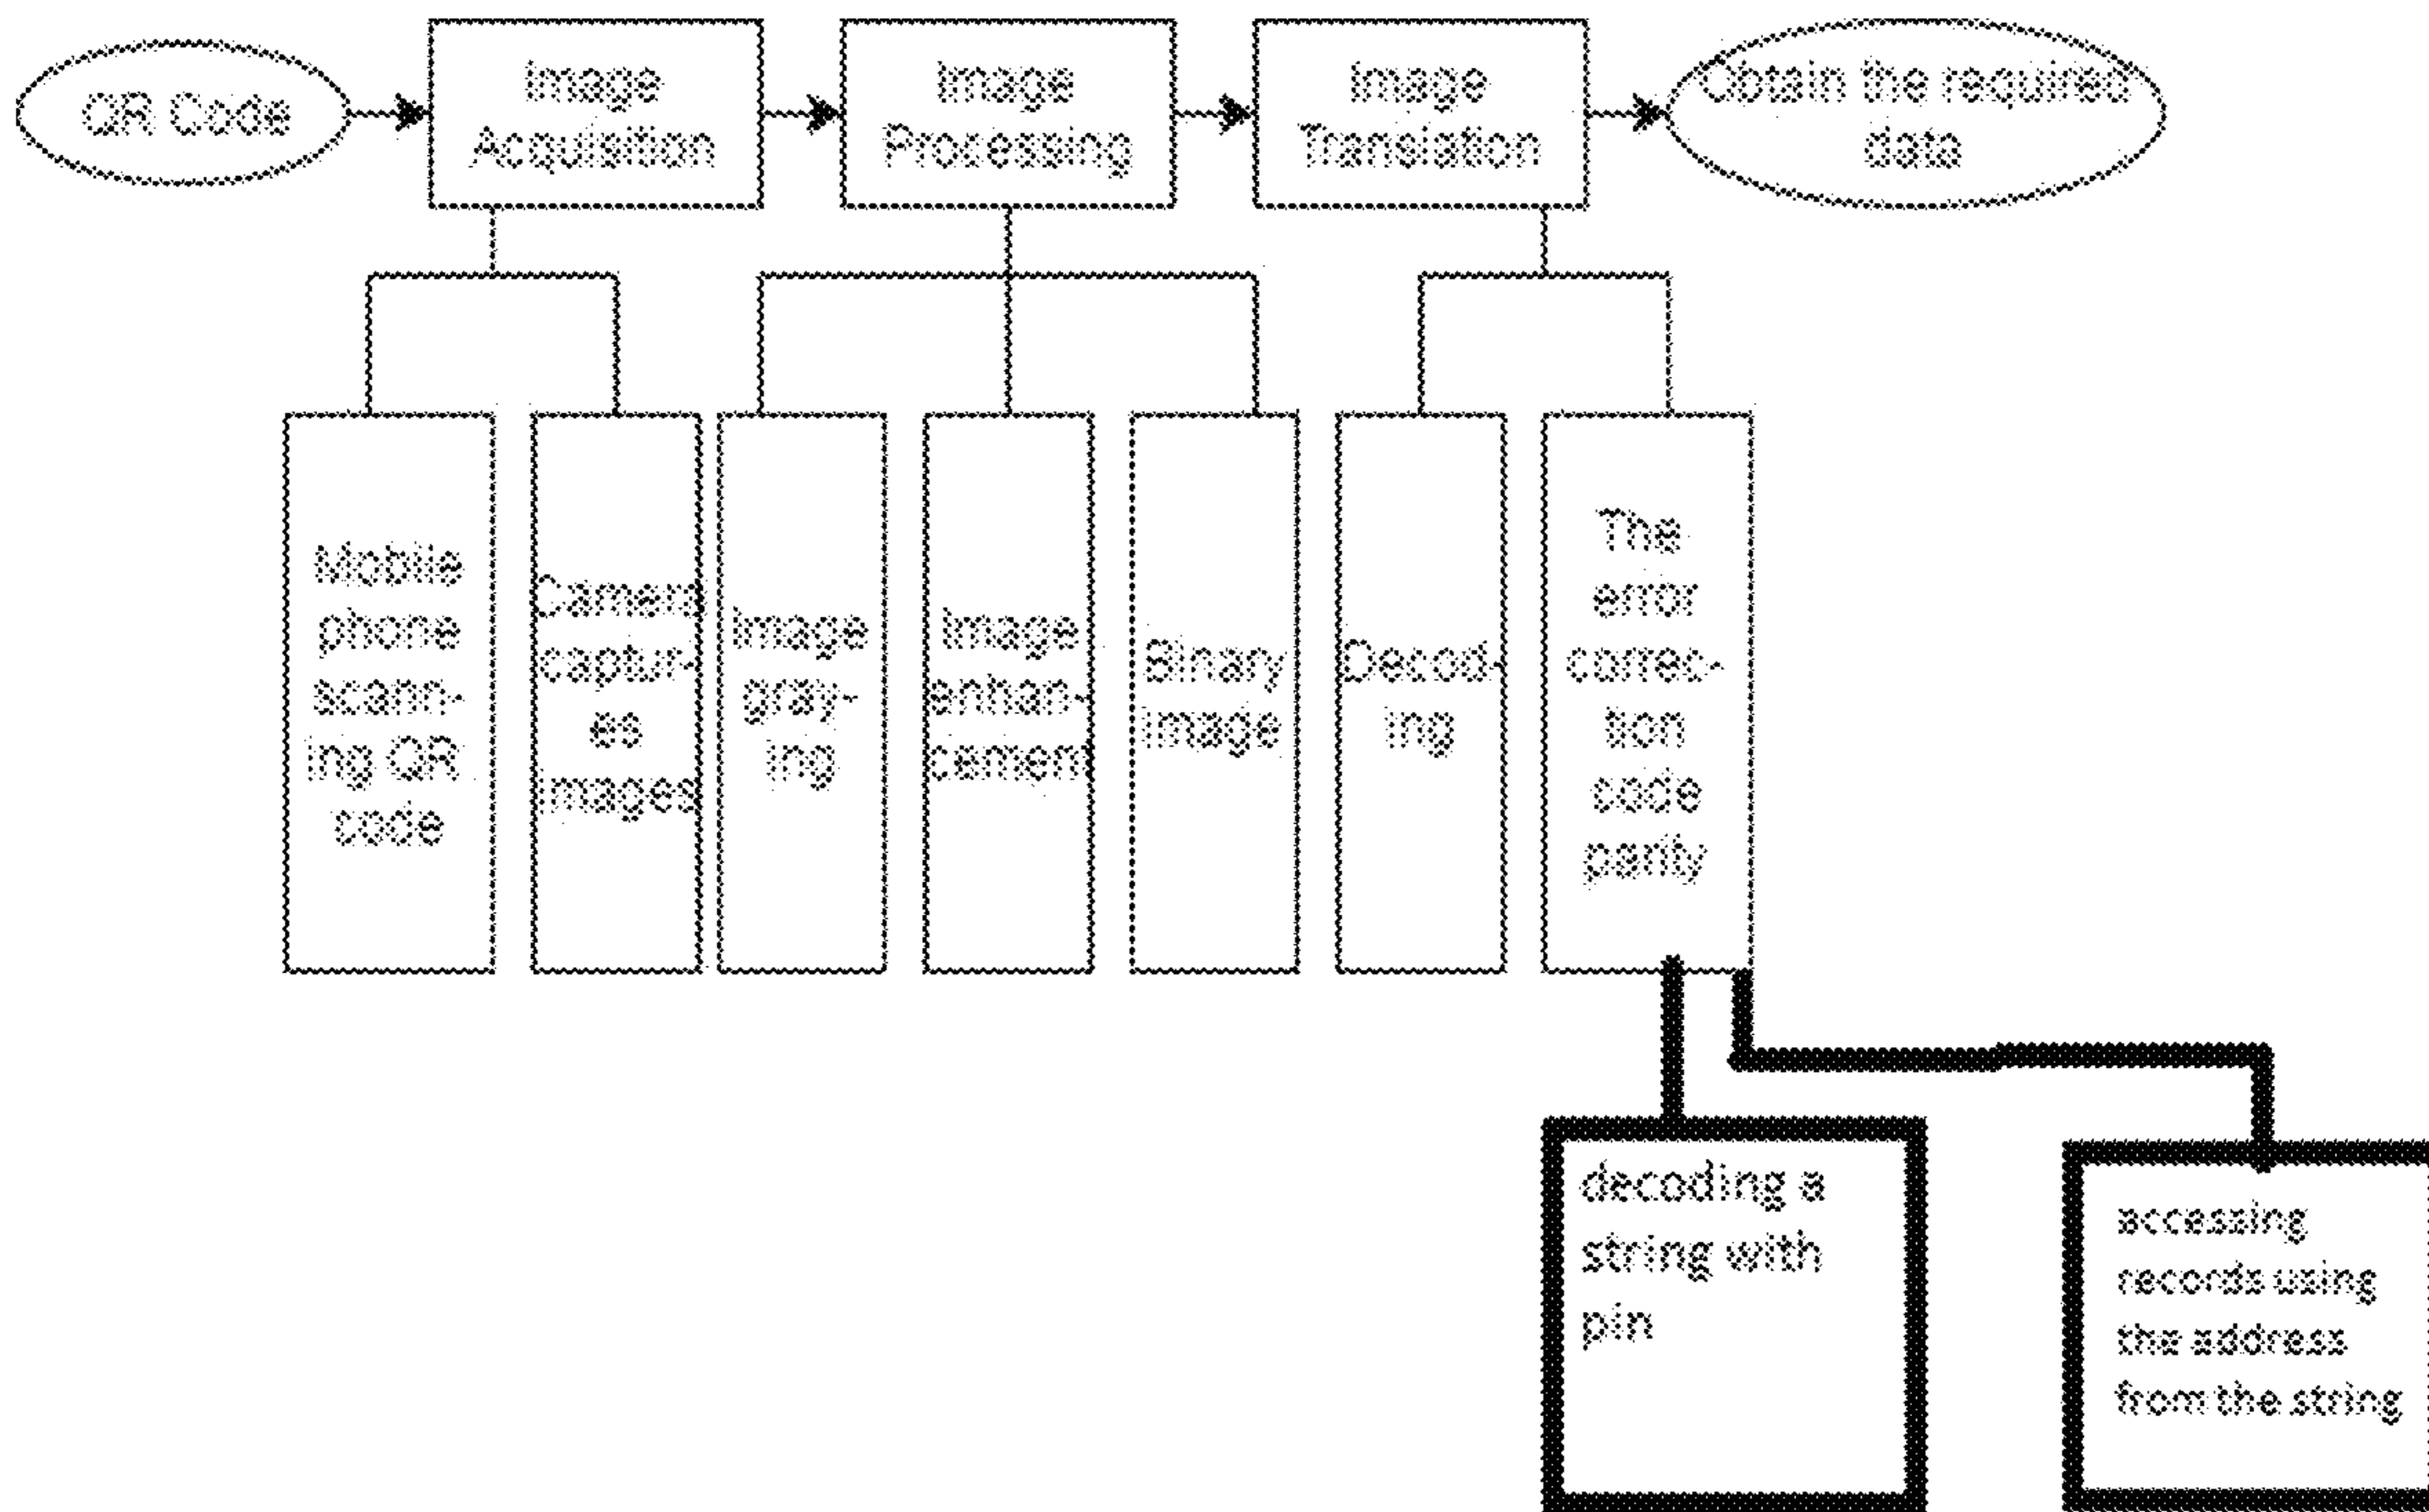 QR Code
Image
Acquisition
Image
Processing
Image
Translation
Obtain the required
data
Mobile
phone
scann-
ing QR
code
Camera
captur-
es
images
Image
gray-
ing
Image
enhan-
cement
Binary
image
Decod-
ing
The
error
correc-
tion
code
parity
decoding a
string with
pin
accessing
records using
the address
from the string